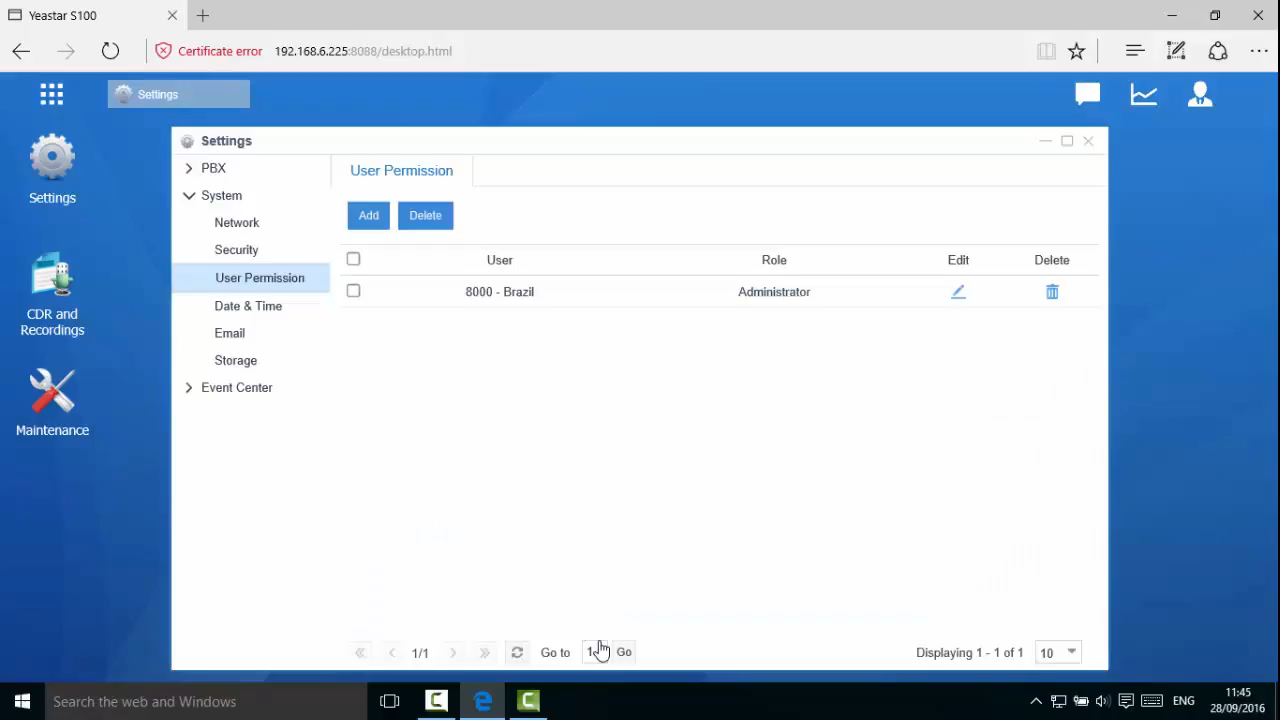 Yeastar S100
Certificate error 192.168.6.225:8088/desktop.html
Settings
Settings
CDR and
Recordings
Maintenance
Settings
PBX
System
Network
Security
User Permission
Date & Time
Email
Storage
Event Center
User Permission
Add Delete
User Role Edit Delete
8000 - Brazil Administrator
1/1 Go to 1 Go Displaying 1 - 1 of 1 10
Search the web and Windows
ENG
11:45
28/09/2016